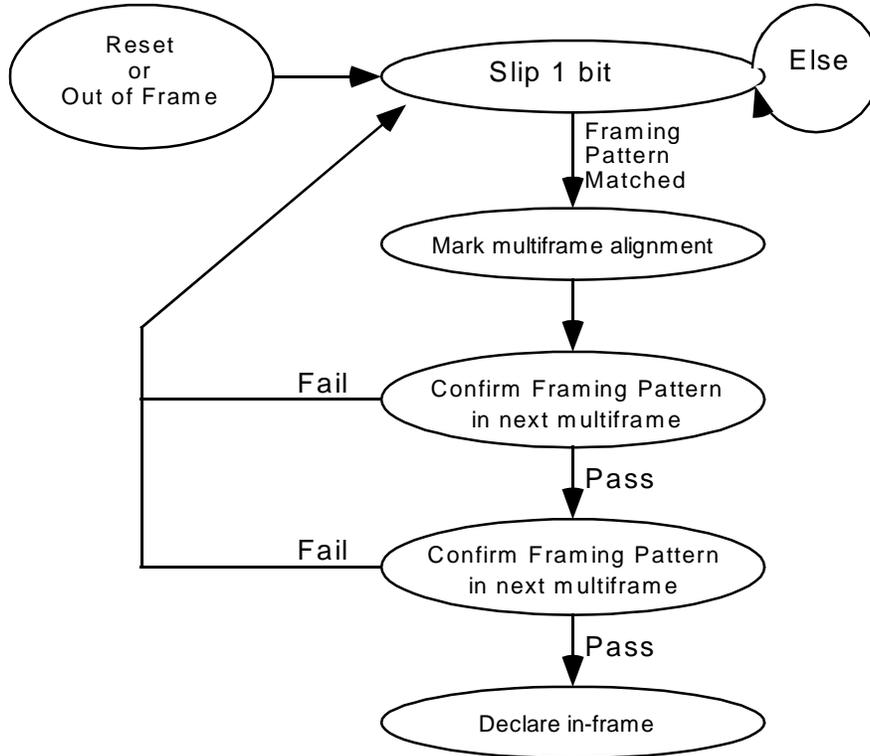 Reset
or
Out of Frame
Slip 1 bit
Else
Framing
Pattern
Matched
Mark multiframe alignment
Fail
Confirm Framing Pattern
in next multiframe
Pass
Fail
Confirm Framing Pattern
in next multiframe
Pass
Declare in-frame